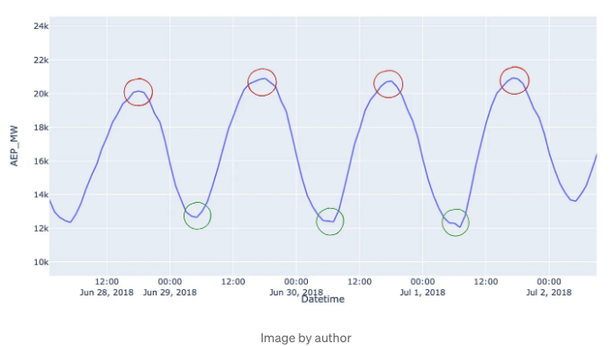 24k
22k
20k
18k
16k
14k
12k
10k
AEP_MW
12:00 00:00 12:00 00:00 12:00 00:00 12:00 00:00
Jun 28, 2018 Jun 29, 2018 Jun 30, 2018 Jul 1, 2018 Jul 2, 2018
Datetime
Image by author